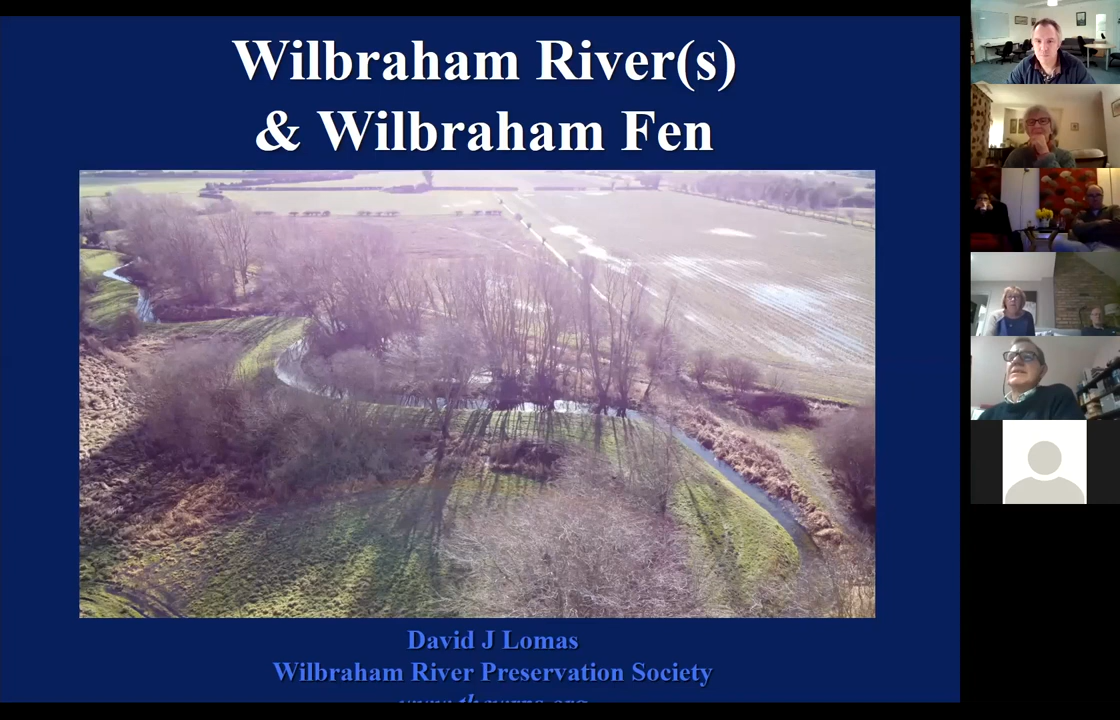 Wilbraham River(s)
& Wilbraham Fen
David J Lomas
Wilbraham River Preservation Society